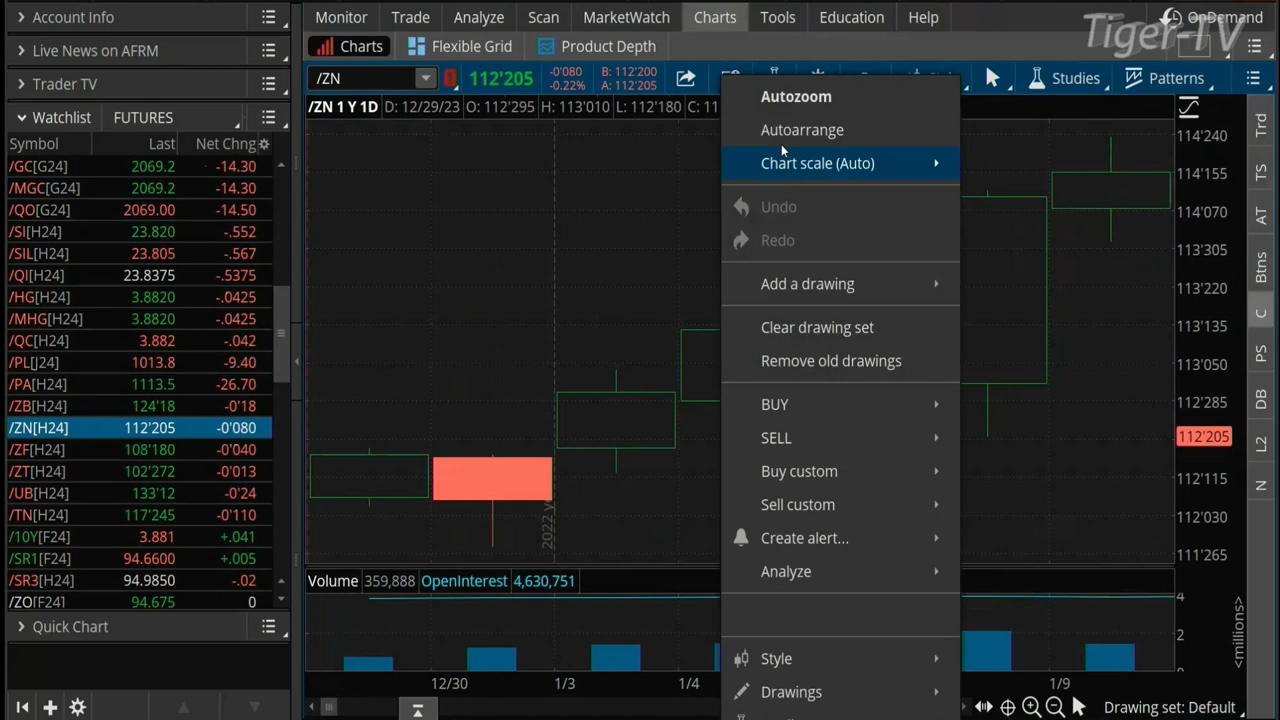 Monitor Trade Analyze Scan MarketWatch Charts Tools Education Help OnDemand
Tiger-TV
Account Info
Live News on AFRM
Trader TV
Charts Flexible Grid Product Depth
/ZN 112'205 -0'080 -0.22% B: 112'200 A: 112'205 Studies Patterns
Watchlist FUTURES
Symbol Last Net Chng
/GC[G24] 2069.2 -14.30
/MGC[G24] 2069.2 -14.30
/QO[G24] 2069.00 -14.50
/SI[H24] 23.820 -.552
/SIL[H24] 23.805 -.567
/QI[H24] 23.8375 -.5375
/HG[H24] 3.8820 -.0425
/MHG[H24] 3.8820 -.0425
/QC[H24] 3.882 -.042
/PL[J24] 1013.8 -9.40
/PA[H24] 1113.5 -26.70
/ZB[H24] 124'18 -0'18
/ZN[H24] 112'205 -0'080
/ZF[H24] 108'180 -0'040
/ZT[H24] 102'272 -0'013
/UB[H24] 133'12 -0'24
/TN[H24] 117'245 -0'110
/10Y[F24] 3.881 +.041
/SR1[F24] 94.6600 +.005
/SR3[H24] 94.9850 -.02
/ZO[F24] 94.675 0
Quick Chart
/ZN 1 Y 1D D: 12/29/23 O: 112'295 H: 113'010 L: 112'180 C: 11
Autozoom
Autoarrange
Chart scale (Auto)
Undo
Redo
Add a drawing
Clear drawing set
Remove old drawings
BUY
SELL
Buy custom
Sell custom
Create alert...
Analyze
Style
Drawings
114'240
114'155
114'070
113'305
113'220
113'135
113'050
112'285
112'205
112'115
112'030
111'265
2022 ye
Volume 359,888 OpenInterest 4,630,751
4
2
0
<millions>
12/30 1/3 1/4 1/9
Drawing set: Default
Trd
TS
AT
Btns
C
PS
DB
L2
N